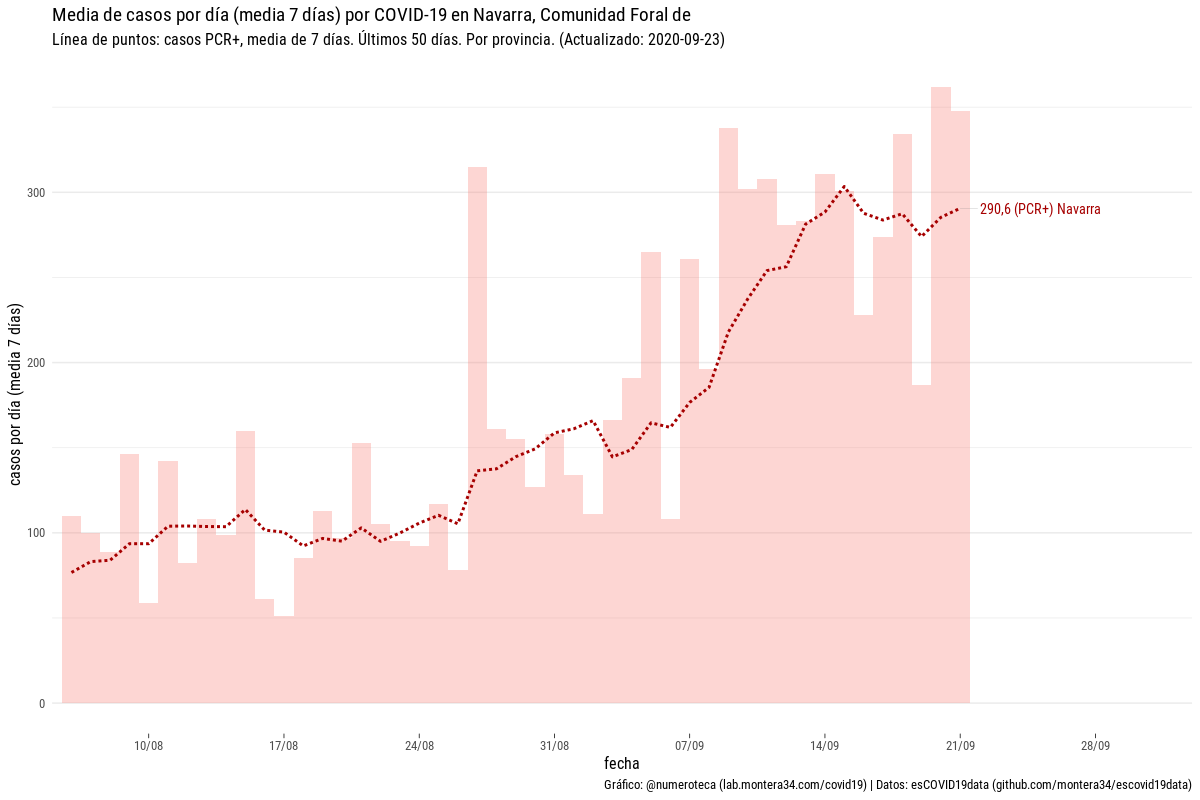 Media de casos por día (media 7 días) por COVID-19 en Navarra, Comunidad Foral de
Línea de puntos: casos PCR+, media de 7 días. Últimos 50 días. Por provincia. (Actualizado: 2020-09-23)
casos por día (media 7 días)
300
200
100
0
290,6 (PCR+) Navarra
10/08
17/08
24/08
31/08
07/09
14/09
21/09
28/09
fecha
Gráfico: @numeroteca (lab.montera34.com/covid19) | Datos: esCOVID19data (github.com/montera34/escovid19data)